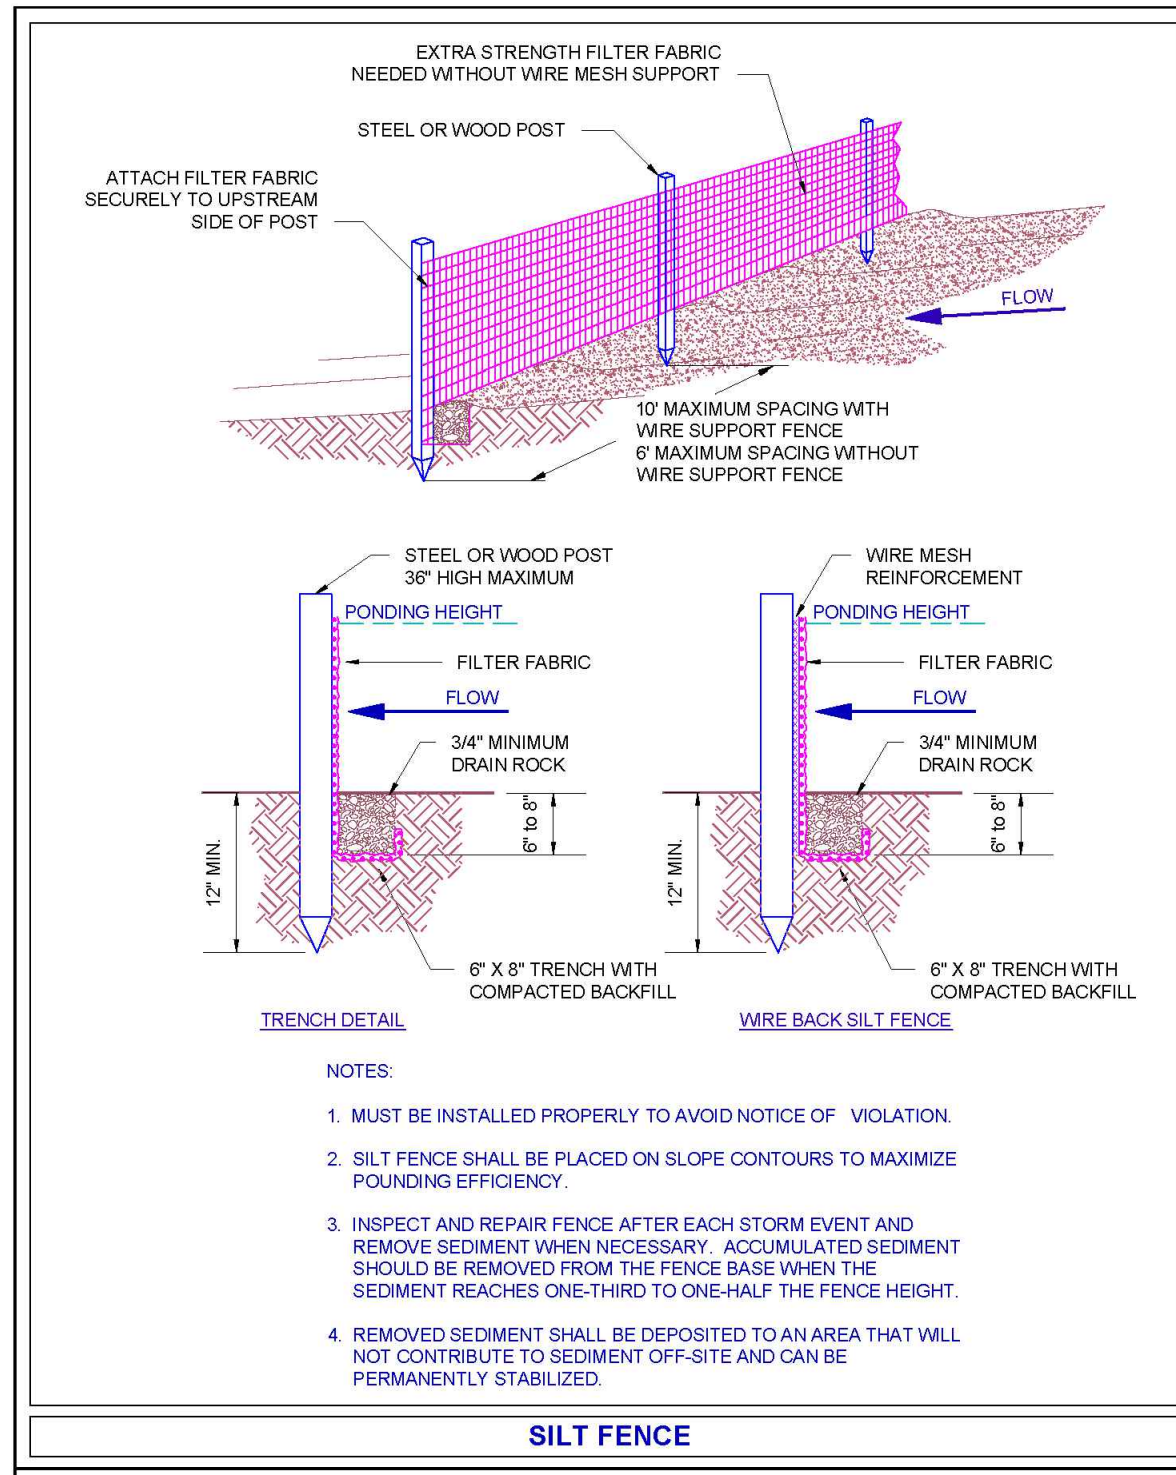 EXTRA STRENGTH FILTER FABRIC
NEEDED WITHOUT WIRE MESH SUPPORT
STEEL OR WOOD POST
ATTACH FILTER FABRIC
SECURELY TO UPSTREAM
SIDE OF POST
FLOW
10' MAXIMUM SPACING WITH
WIRE SUPPORT FENCE
6' MAXIMUM SPACING WITHOUT
WIRE SUPPORT FENCE
STEEL OR WOOD POST
36" HIGH MAXIMUM
PONDING HEIGHT
FILTER FABRIC
FLOW
3/4" MINIMUM
DRAIN ROCK
12" MIN.
6" to 8"
6" X 8" TRENCH WITH
COMPACTED BACKFILL
TRENCH DETAIL
WIRE MESH
REINFORCEMENT
PONDING HEIGHT
FILTER FABRIC
FLOW
3/4" MINIMUM
DRAIN ROCK
12" MIN.
6" to 8"
6" X 8" TRENCH WITH
COMPACTED BACKFILL
WIRE BACK SILT FENCE
NOTES:
1. MUST BE INSTALLED PROPERLY TO AVOID NOTICE OF VIOLATION.
2. SILT FENCE SHALL BE PLACED ON SLOPE CONTOURS TO MAXIMIZE
POUNDING EFFICIENCY.
3. INSPECT AND REPAIR FENCE AFTER EACH STORM EVENT AND
REMOVE SEDIMENT WHEN NECESSARY. ACCUMULATED SEDIMENT
SHOULD BE REMOVED FROM THE FENCE BASE WHEN THE
SEDIMENT REACHES ONE-THIRD TO ONE-HALF THE FENCE HEIGHT.
4. REMOVED SEDIMENT SHALL BE DEPOSITED TO AN AREA THAT WILL
NOT CONTRIBUTE TO SEDIMENT OFF-SITE AND CAN BE
PERMANENTLY STABILIZED.
SILT FENCE